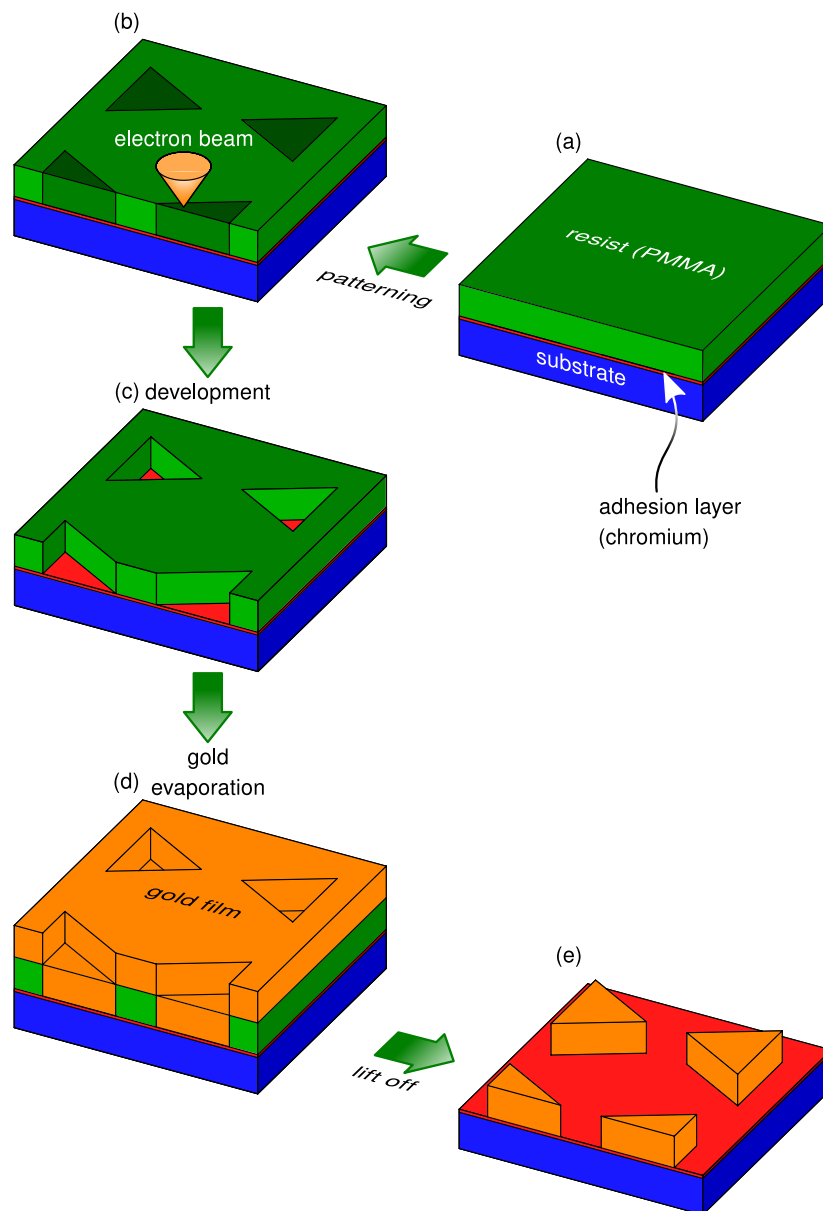 (b)
electron beam
(a)
resist (PMMA)
patterning
substrate
(c) development
adhesion layer
(chromium)
gold
evaporation
(d)
gold film
(e)
lift off